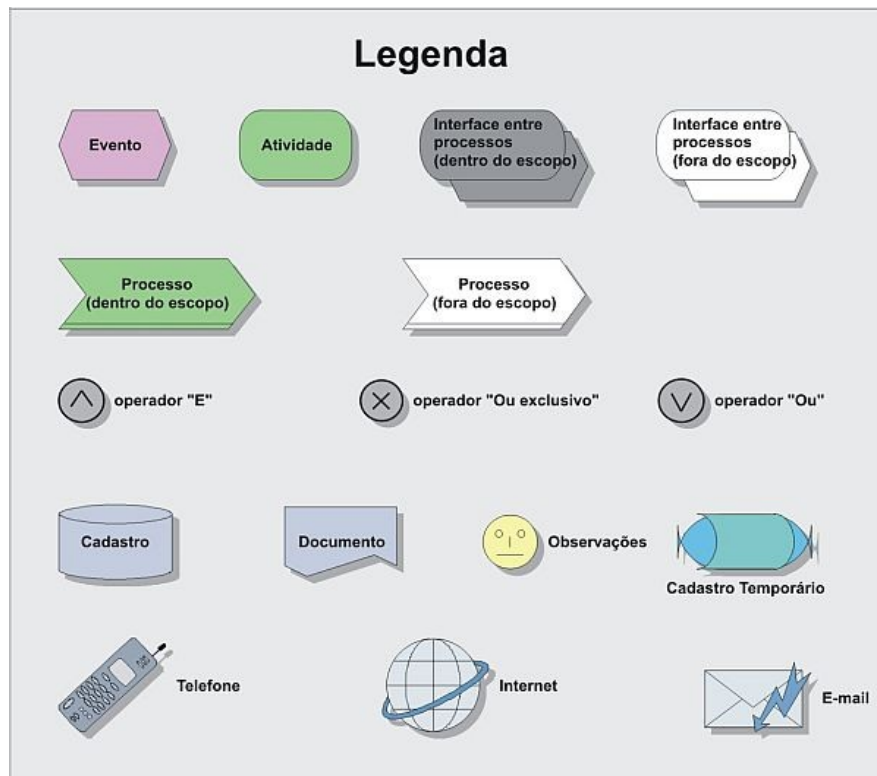 Legenda
Evento
Atividade
Interface entre
processos
(dentro do escopo)
Interface entre
processos
(fora do escopo)
Processo
(dentro do escopo)
Processo
(fora do escopo)
operador "E"
operador "Ou exclusivo"
operador "Ou"
Cadastro
Documento
Observações
Cadastro Temporário
Telefone
Internet
E-mail